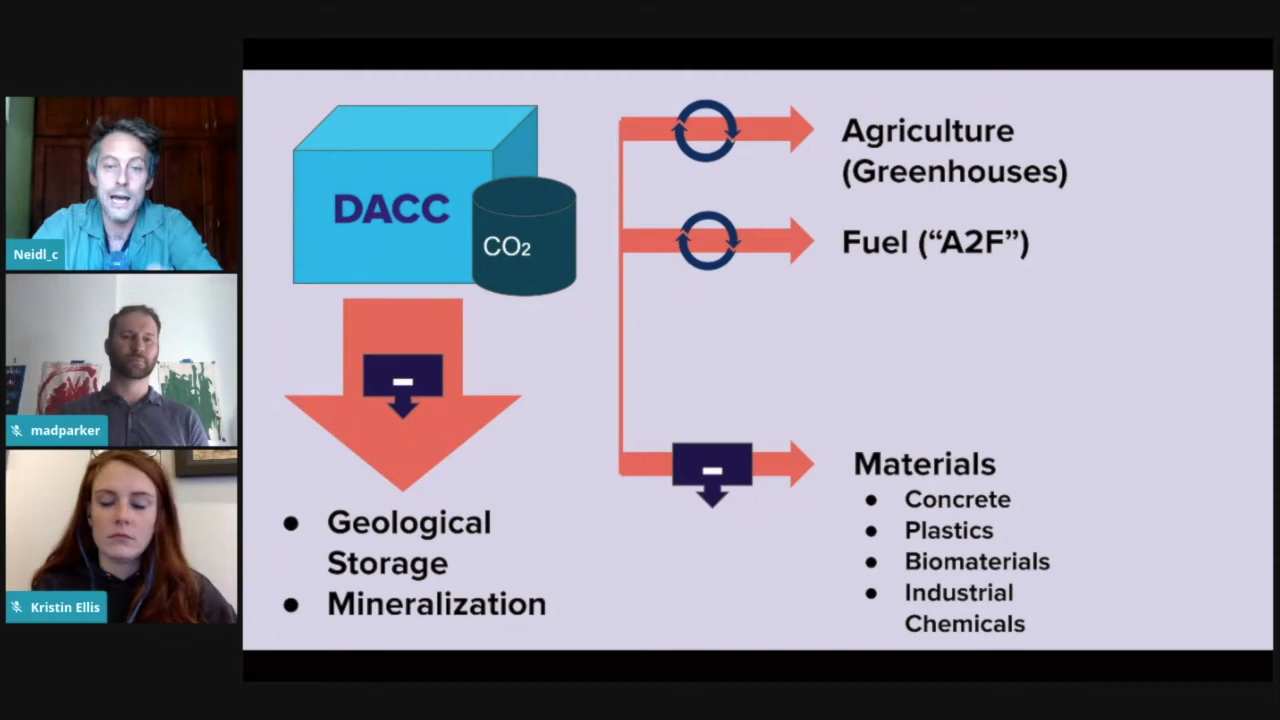 Neidl_c
madparker
Kristin Ellis
DACC
CO₂
Geological
Storage
Mineralization
Agriculture
(Greenhouses)
Fuel (“A2F”)
Materials
Concrete
Plastics
Biomaterials
Industrial
Chemicals